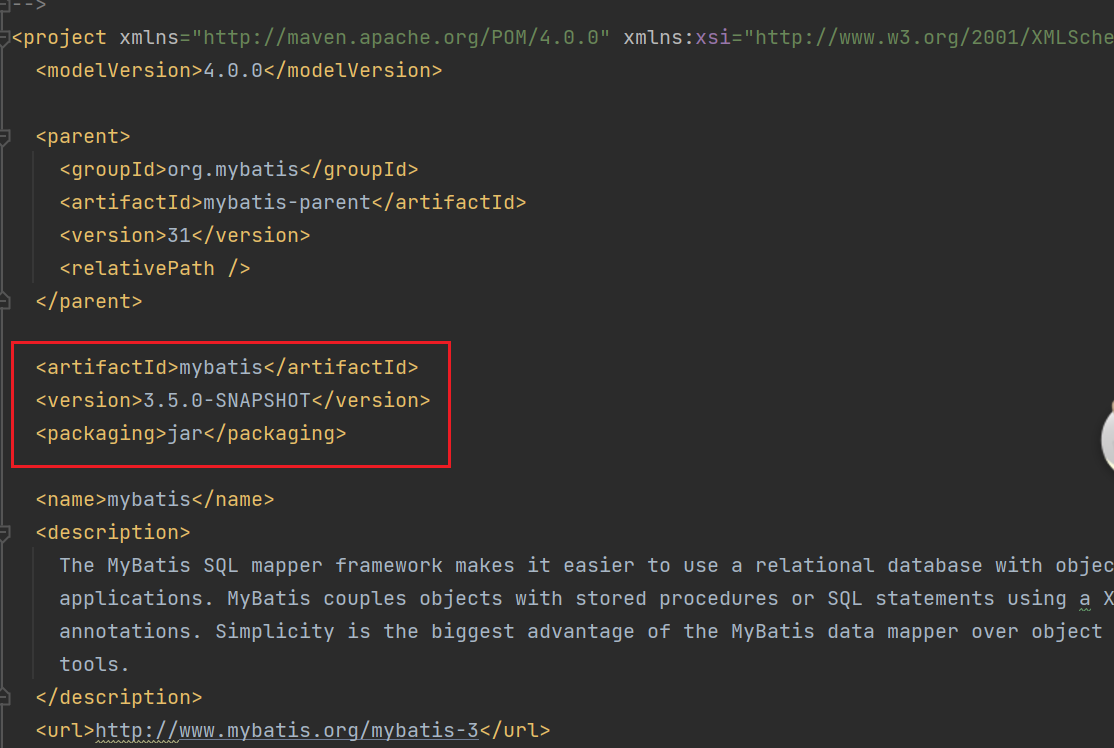 -->
<project xmlns="http://maven.apache.org/POM/4.0.0" xmlns:xsi="http://www.w3.org/2001/XMLSche
<modelVersion>4.0.0</modelVersion>
<parent>
<groupId>org.mybatis</groupId>
<artifactId>mybatis-parent</artifactId>
<version>31</version>
<relativePath />
</parent>
<artifactId>mybatis</artifactId>
<version>3.5.0-SNAPSHOT</version>
<packaging>jar</packaging>
<name>mybatis</name>
<description>
The MyBatis SQL mapper framework makes it easier to use a relational database with objec
applications. MyBatis couples objects with stored procedures or SQL statements using a X
annotations. Simplicity is the biggest advantage of the MyBatis data mapper over object
tools.
</description>
<url>http://www.mybatis.org/mybatis-3</url>